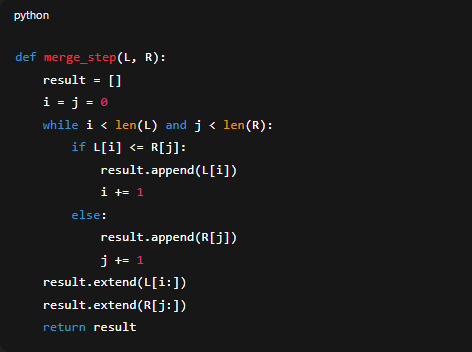 python
def merge_step(L, R):
    result = []
    i = j = 0
    while i < len(L) and j < len(R):
        if L[i] <= R[j]:
            result.append(L[i])
            i += 1
        else:
            result.append(R[j])
            j += 1
    result.extend(L[i:])
    result.extend(R[j:])
    return result